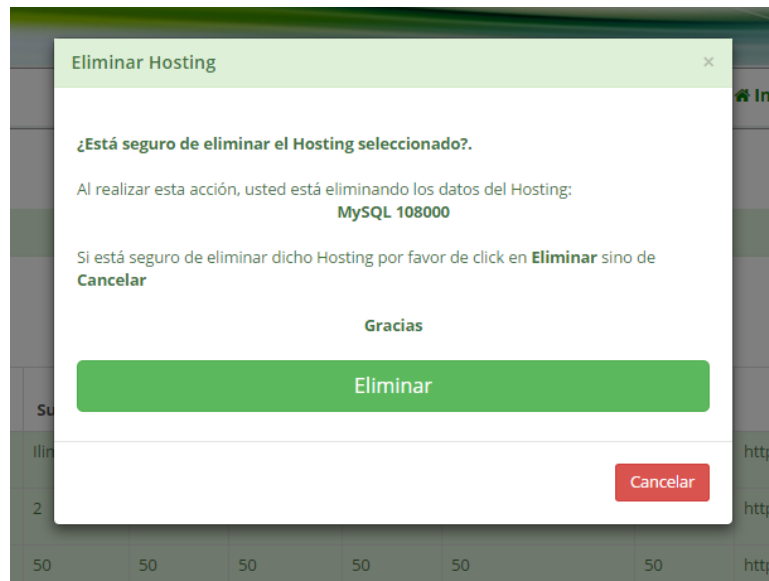 Eliminar Hosting ×
¿Está seguro de eliminar el Hosting seleccionado?.
Al realizar esta acción, usted está eliminando los datos del Hosting:
MySQL 108000
Si está seguro de eliminar dicho Hosting por favor de click en Eliminar sino de
Cancelar
Gracias
Eliminar
Cancelar
2
50 50 50 50 50 50